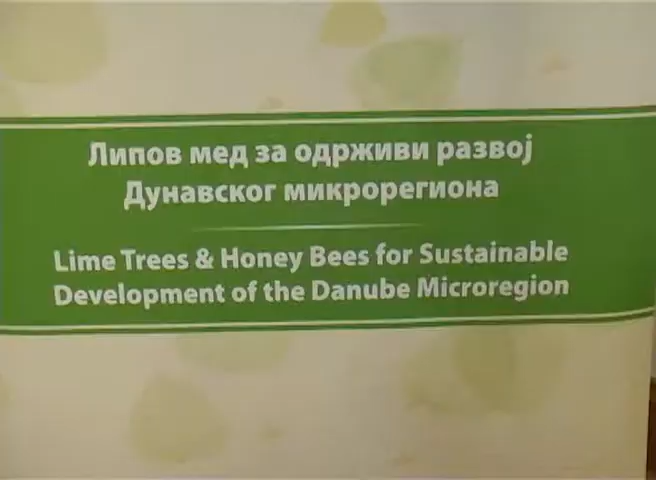 Липов мед за одрживи развој
Дунавског микрорегиона
Lime Trees & Honey Bees for Sustainable
Development of the Danube Microregion